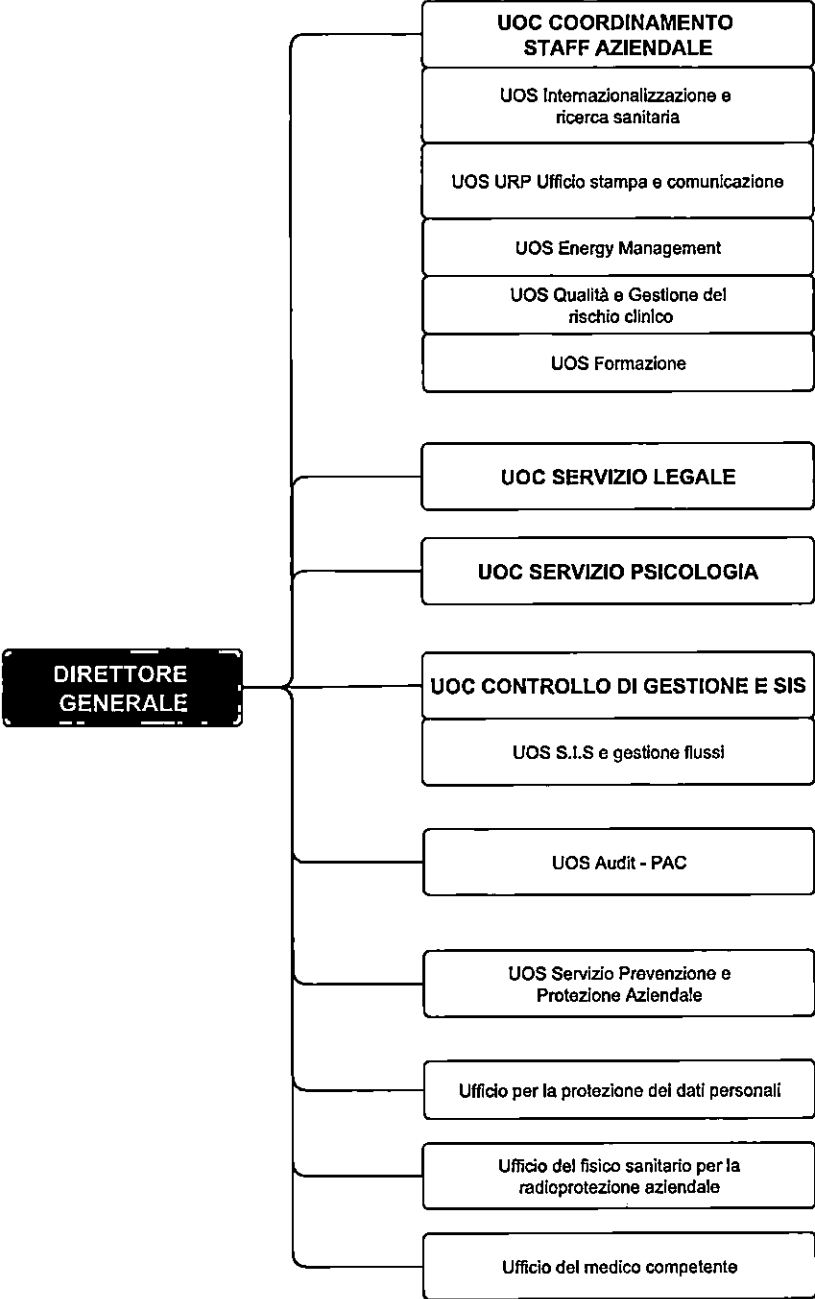 UOC COORDINAMENTO
STAFF AZIENDALE
UOS Internazionalizzazione e
ricerca sanitaria
UOS URP Ufficio stampa e comunicazione
UOS Energy Management
UOS Qualità e Gestione del
rischio clinico
UOS Formazione
UOC SERVIZIO LEGALE
UOC SERVIZIO PSICOLOGIA
DIRETTORE
GENERALE
UOC CONTROLLO DI GESTIONE E SIS
UOS S.I.S e gestione flussi
UOS Audit - PAC
UOS Servizio Prevenzione e
Protezione Aziendale
Ufficio per la protezione dei dati personali
Ufficio del fisico sanitario per la
radioprotezione aziendale
Ufficio del medico competente